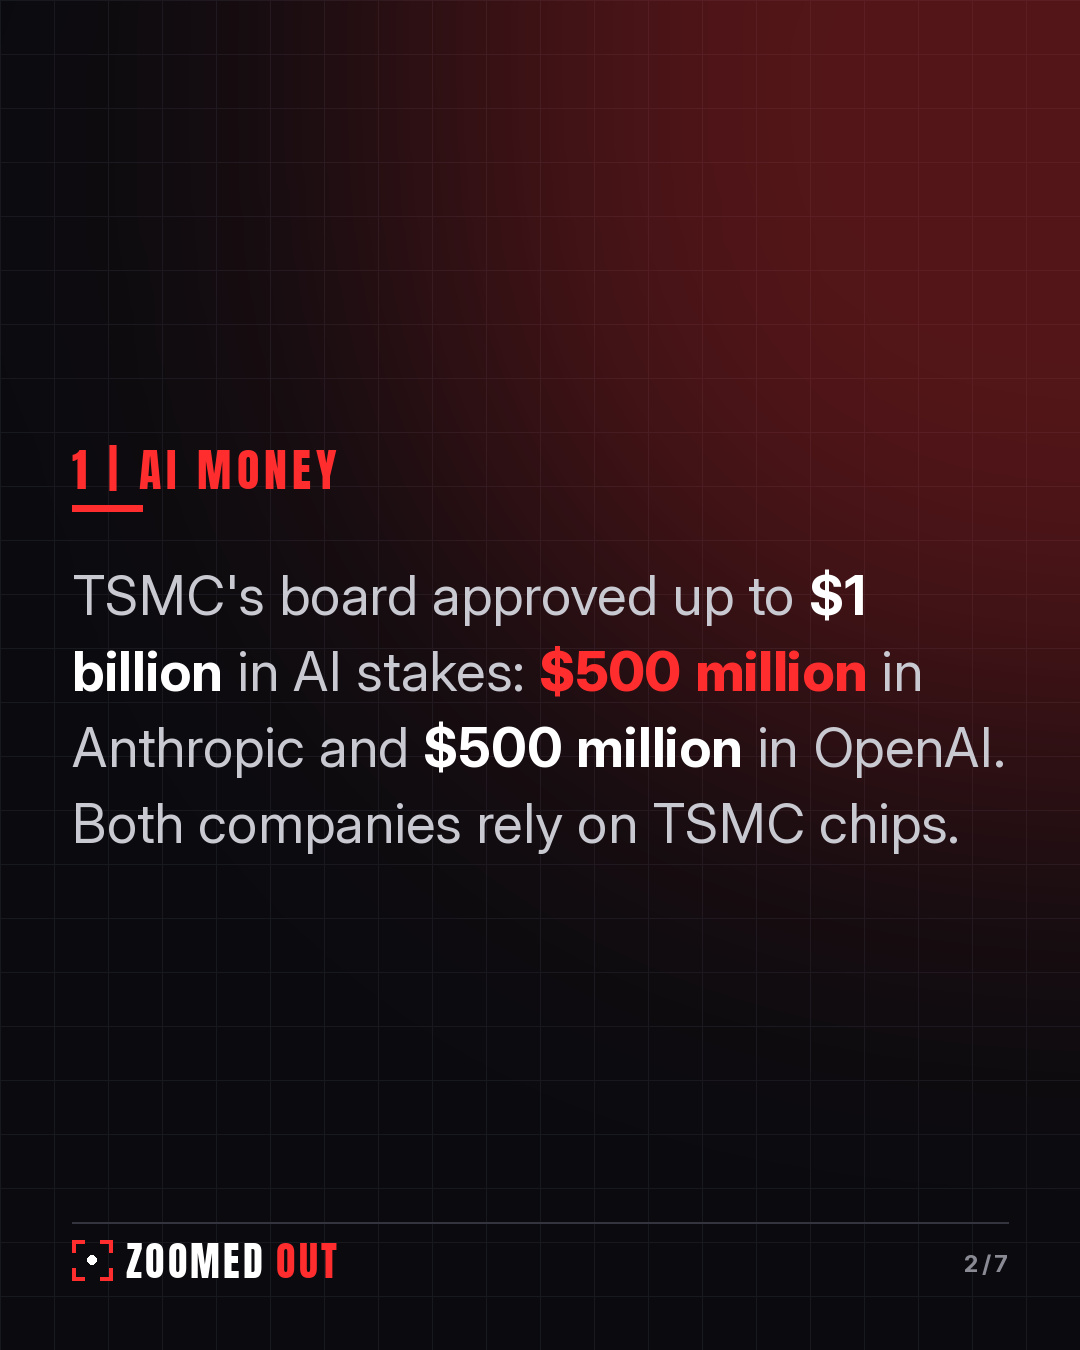 1 | AI MONEY
TSMC's board approved up to $1
billion in AI stakes: $500 million in
Anthropic and $500 million in OpenAI.
Both companies rely on TSMC chips.
ZOOMED OUT
2/7